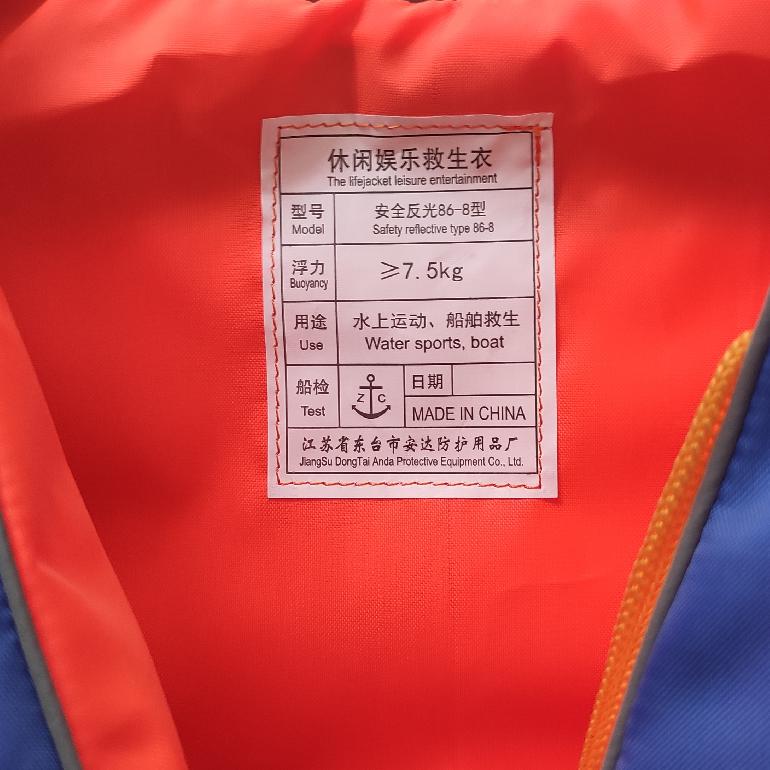 休闲娱乐救生衣
The lifejacket leisure entertainment
型号
Model
安全反光86-8型
Safety reflective type 86-8
浮力
Buoyancy
≥7.5kg
用途
Use
水上运动、船舶救生
Water sports, boat
船检
Test
Z C
日期
MADE IN CHINA
江苏省东台市安达防护用品厂
JiangSu DongTai Anda Protective Equipment Co., Ltd.